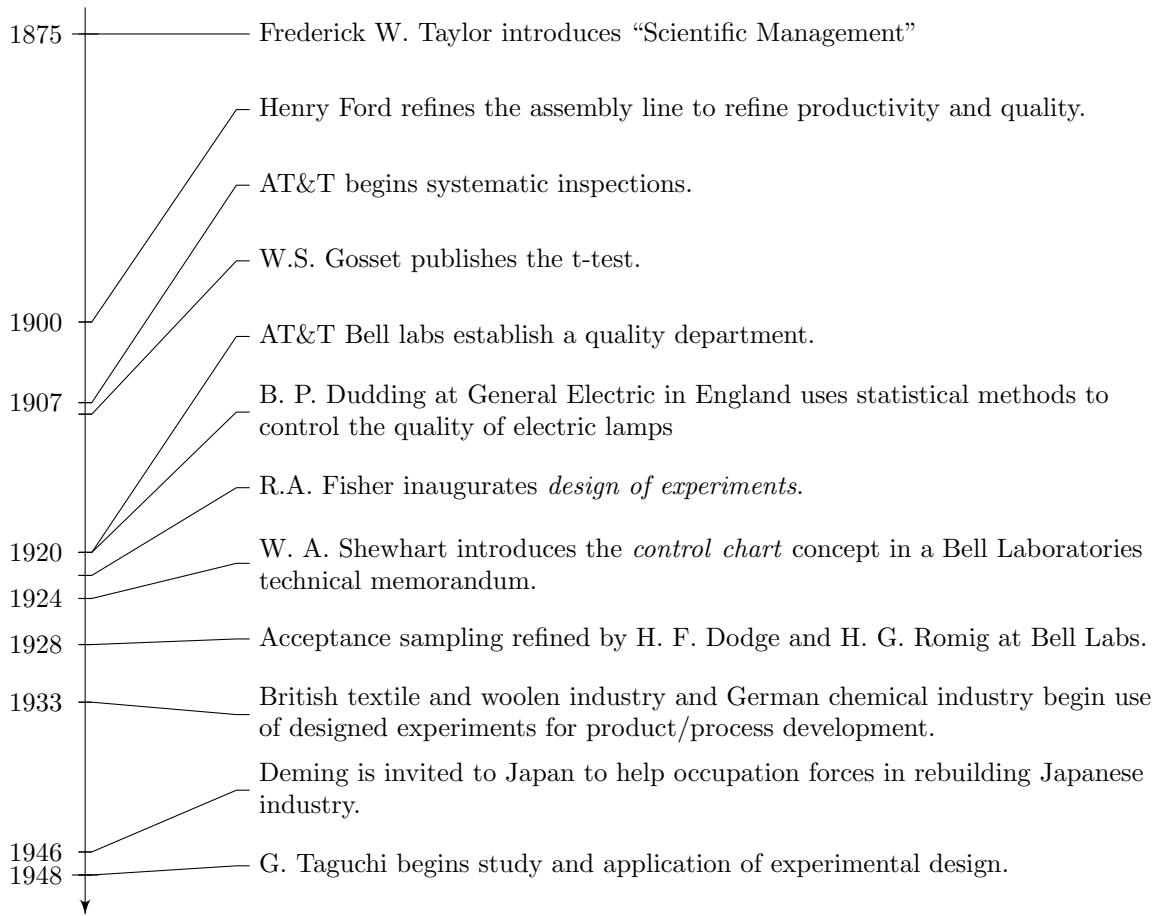 1875 Frederick W. Taylor introduces “Scientific Management”
Henry Ford refines the assembly line to refine productivity and quality.
AT&T begins systematic inspections.
W.S. Gosset publishes the t-test.
1900
AT&T Bell labs establish a quality department.
1907
B. P. Dudding at General Electric in England uses statistical methods to
control the quality of electric lamps
R.A. Fisher inaugurates design of experiments.
1920
W. A. Shewhart introduces the control chart concept in a Bell Laboratories
technical memorandum.
1924
1928 Acceptance sampling refined by H. F. Dodge and H. G. Romig at Bell Labs.
1933
British textile and woolen industry and German chemical industry begin use
of designed experiments for product/process development.
Deming is invited to Japan to help occupation forces in rebuilding Japanese
industry.
1946
1948
G. Taguchi begins study and application of experimental design.